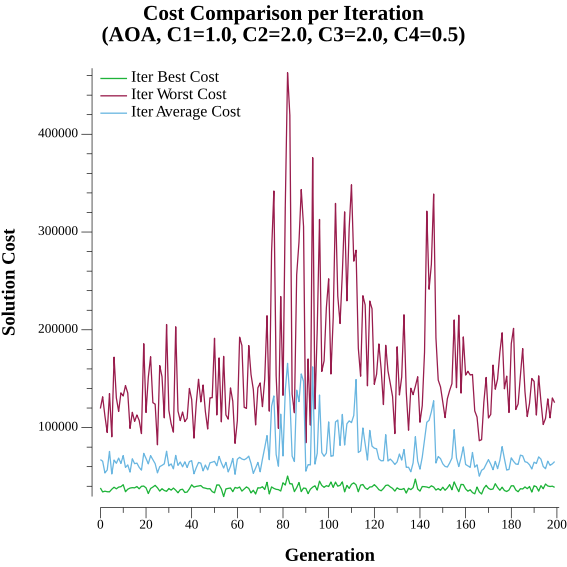 Cost Comparison per Iteration
(AOA, C1=1.0, C2=2.0, C3=2.0, C4=0.5)
Iter Best Cost
Iter Worst Cost
Iter Average Cost
400000
300000
200000
100000
Solution Cost
0 20 40 60 80 100 120 140 160 180 200
Generation